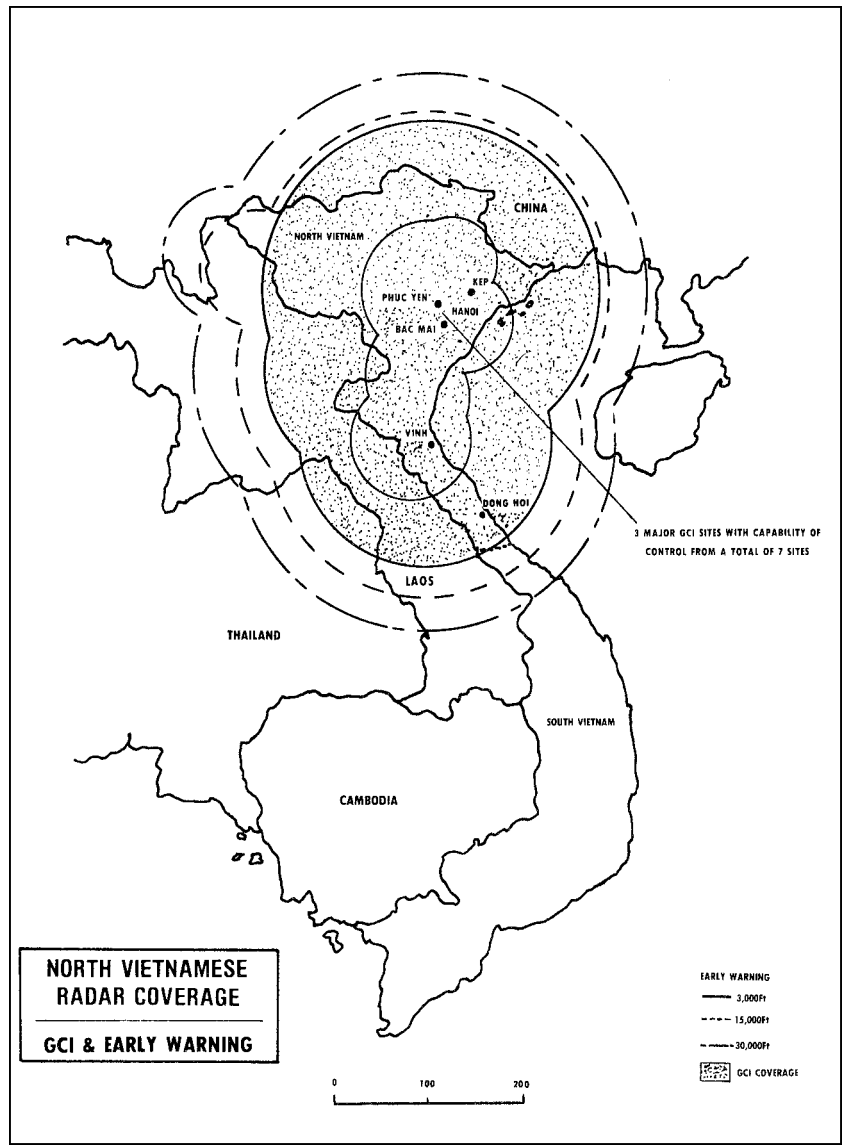 CHINA
NORTH VIETNAM
KEP
PHUC YEN
HANOI
BAC MAI
VINH
DONG HOI
3 MAJOR GCI SITES WITH CAPABILITY OF
CONTROL FROM A TOTAL OF 7 SITES
LAOS
THAILAND
SOUTH VIETNAM
CAMBODIA
NORTH VIETNAMESE
RADAR COVERAGE
GCI & EARLY WARNING
EARLY WARNING
3,000Ft
15,000Ft
30,000Ft
GCI COVERAGE
0 100 200